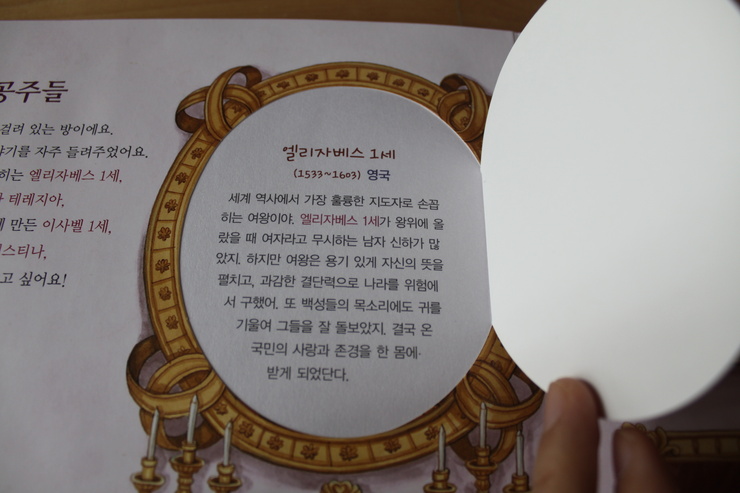 공주들
걸려 있는 방이에요.
야기를 자주 들려주었어요.
히는 엘리자베스 1세,
테레지아,
만든 이사벨 1세,
스티나,
고 싶어요!
엘리자베스 1세
(1533~1603) 영국
세계 역사에서 가장 훌륭한 지도자로 손꼽
히는 여왕이야. 엘리자베스 1세가 왕위에 올
랐을 때 여자라고 무시하는 남자 신하가 많
았지. 하지만 여왕은 용기 있게 자신의 뜻을
펼치고, 과감한 결단력으로 나라를 위험에
서 구했어. 또 백성들의 목소리에도 귀를
기울여 그들을 잘 돌보았지. 결국 온
국민의 사랑과 존경을 한 몸에
받게 되었단다.